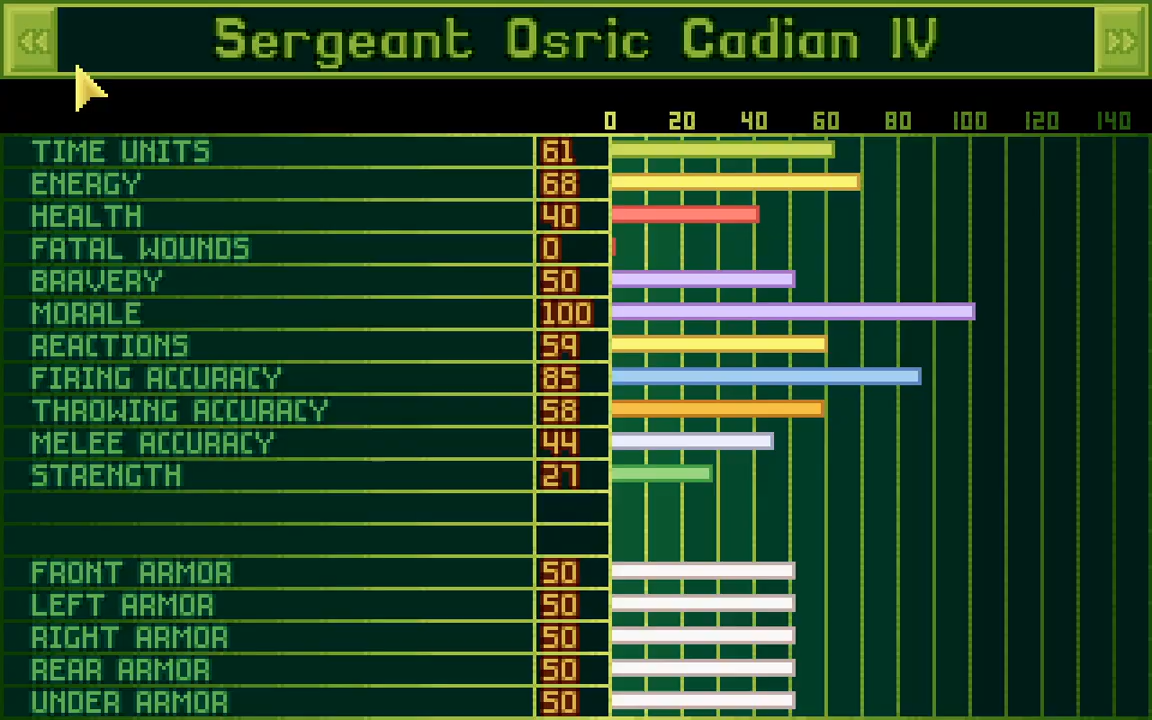 Sergeant Osric Cadian IV
0 20 40 60 80 100 120 140
TIME UNITS 61
ENERGY 68
HEALTH 40
FATAL WOUNDS 0
BRAVERY 50
MORALE 100
REACTIONS 59
FIRING ACCURACY 85
THROWING ACCURACY 58
MELEE ACCURACY 44
STRENGTH 27
FRONT ARMOR 50
LEFT ARMOR 50
RIGHT ARMOR 50
REAR ARMOR 50
UNDER ARMOR 50